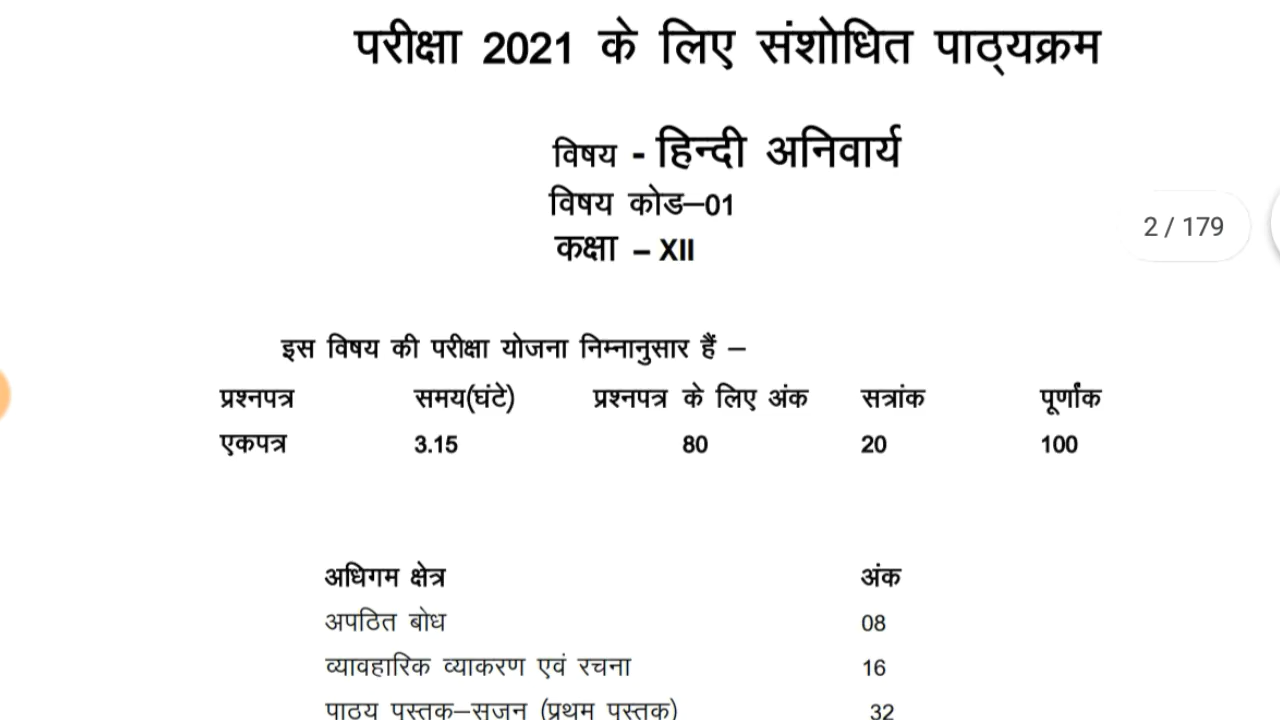 परीक्षा 2021 के लिए संशोधित पाठ्यक्रम
विषय - हिन्दी अनिवार्य
विषय कोड–01
कक्षा – XII
2 / 179
इस विषय की परीक्षा योजना निम्नानुसार हैं –
प्रश्नपत्र समय(घंटे) प्रश्नपत्र के लिए अंक सत्रांक पूर्णांक
एकपत्र 3.15 80 20 100
अधिगम क्षेत्र अंक
अपठित बोध 08
व्यावहारिक व्याकरण एवं रचना 16
पाठ्य पुस्तक–सृजन (प्रथम पुस्तक) 32